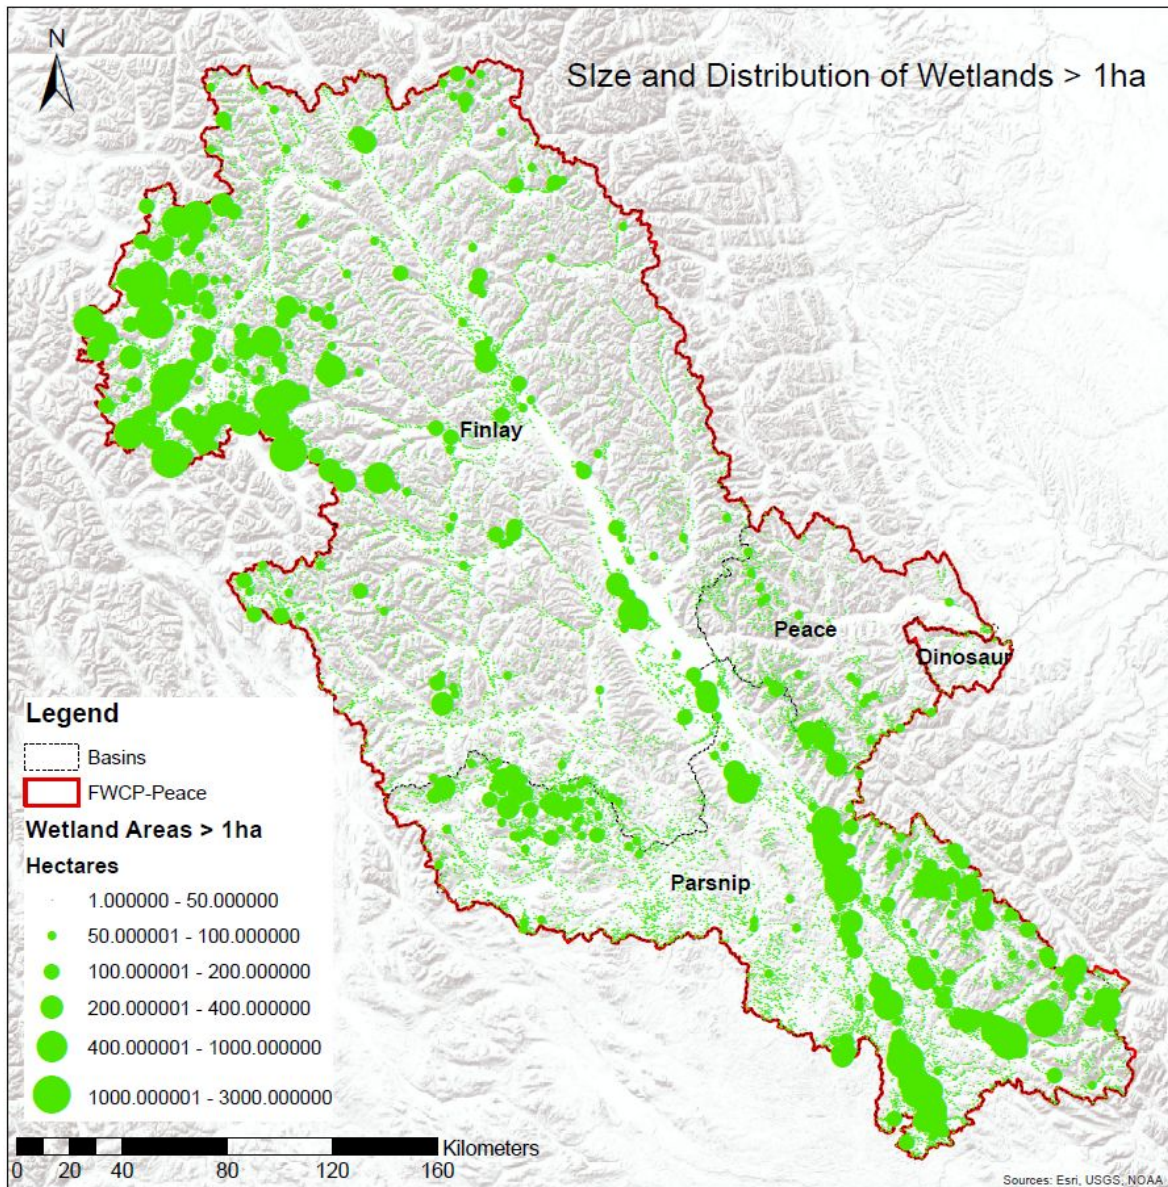 N
SIze and Distribution of Wetlands > 1ha
Finlay
Peace
Dinosaur
Parsnip
Legend
Basins
FWCP-Peace
Wetland Areas > 1ha
Hectares
1.000000 - 50.000000
50.000001 - 100.000000
100.000001 - 200.000000
200.000001 - 400.000000
400.000001 - 1000.000000
1000.000001 - 3000.000000
Kilometers
0 20 40 80 120 160
Sources: Esri, USGS, NOAA